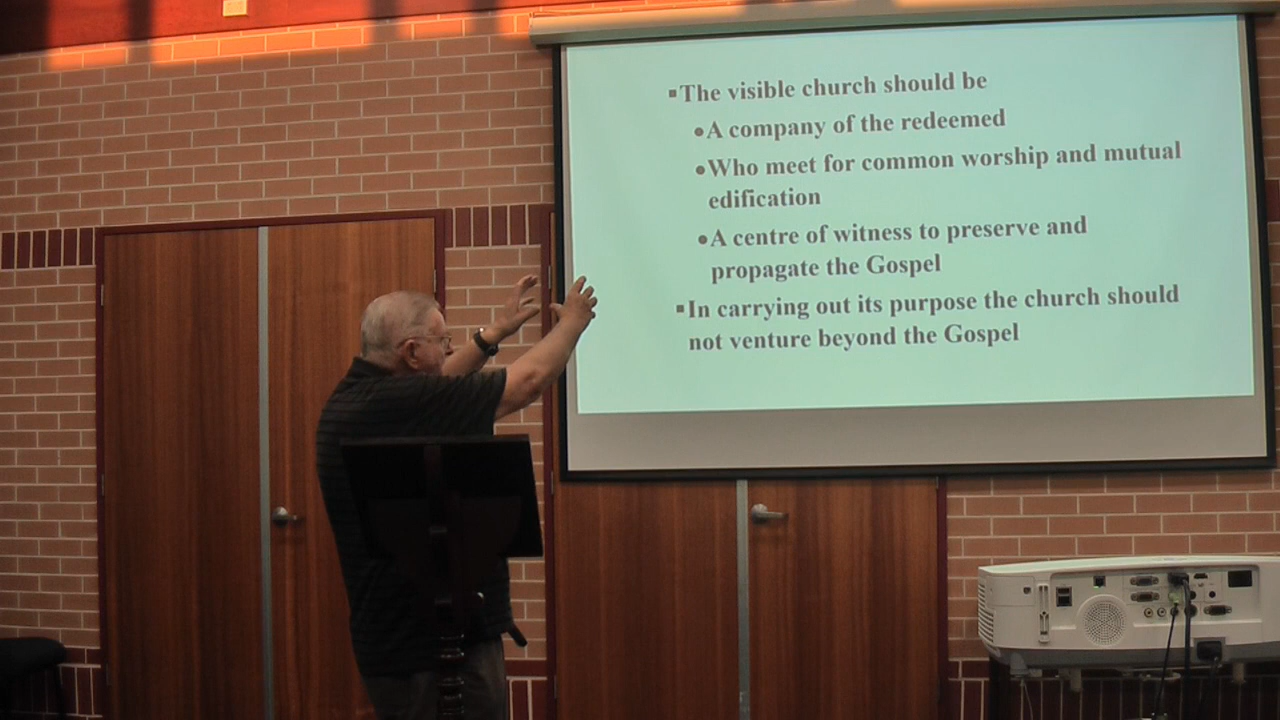 ▪The visible church should be
•A company of the redeemed
•Who meet for common worship and mutual
edification
•A centre of witness to preserve and
propagate the Gospel
▪In carrying out its purpose the church should
not venture beyond the Gospel